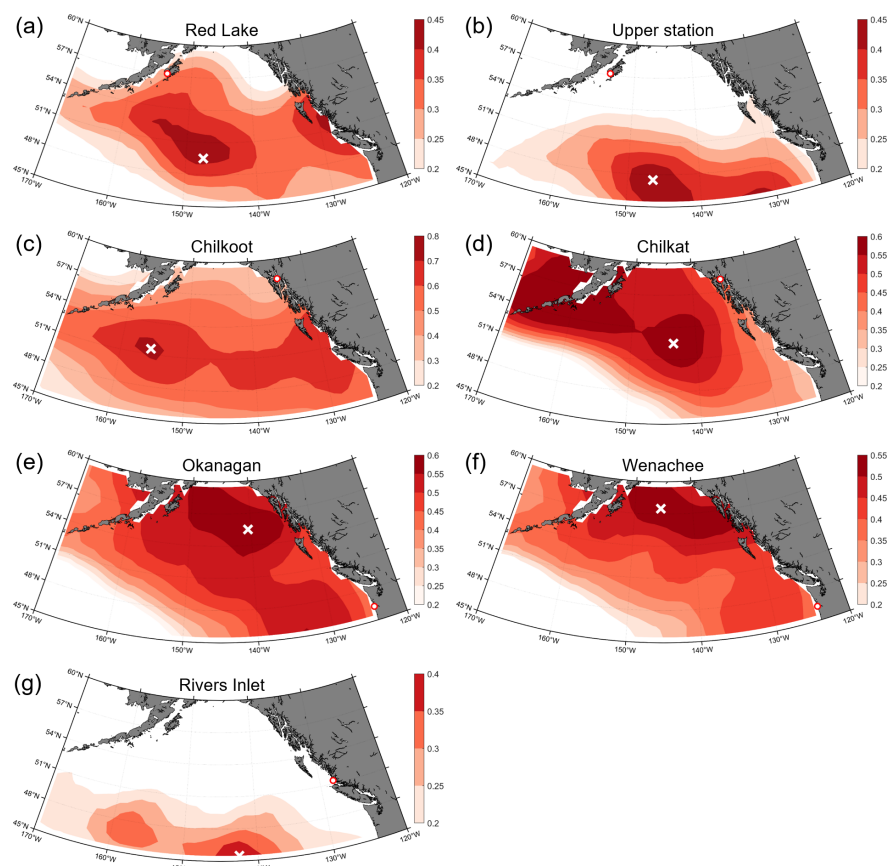 (a) Red Lake
60°N
57°N
54°N
51°N
48°N
45°N
170°W
160°W
150°W
140°W
130°W
120°W
0.45
0.4
0.35
0.3
0.25
0.2
(b) Upper station
60°N
57°N
54°N
51°N
48°N
45°N
170°W
160°W
150°W
140°W
130°W
120°W
0.45
0.4
0.35
0.3
0.25
0.2
(c) Chilkoot
60°N
57°N
54°N
51°N
48°N
45°N
170°W
160°W
150°W
140°W
130°W
120°W
0.8
0.7
0.6
0.5
0.4
0.3
0.2
(d) Chilkat
60°N
57°N
54°N
51°N
48°N
45°N
170°W
160°W
150°W
140°W
130°W
120°W
0.6
0.55
0.5
0.45
0.4
0.35
0.3
0.25
0.2
(e) Okanagan
60°N
57°N
54°N
51°N
48°N
45°N
170°W
160°W
150°W
140°W
130°W
120°W
0.6
0.55
0.5
0.45
0.4
0.35
0.3
0.25
0.2
(f) Wenachee
60°N
57°N
54°N
51°N
48°N
45°N
170°W
160°W
150°W
140°W
130°W
120°W
0.55
0.5
0.45
0.4
0.35
0.3
0.25
0.2
(g) Rivers Inlet
60°N
57°N
54°N
51°N
48°N
45°N
170°W
160°W
150°W
140°W
130°W
120°W
0.4
0.35
0.3
0.25
0.2